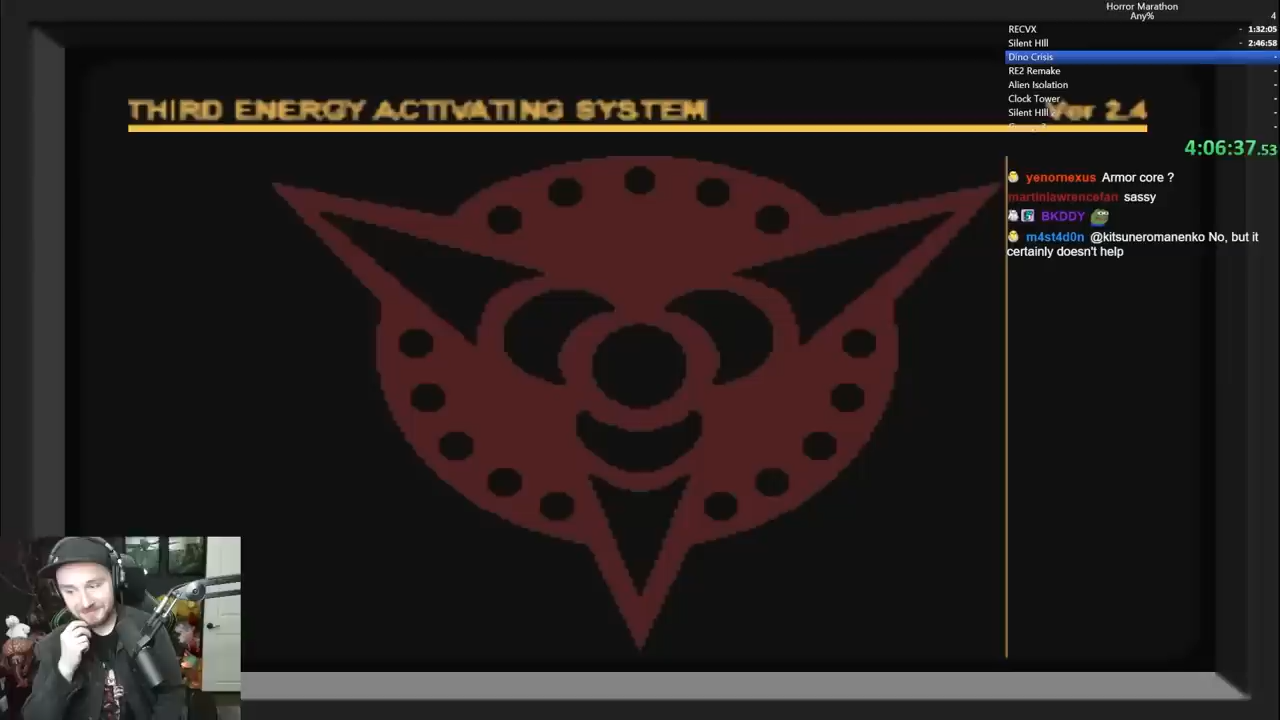 Horror Marathon
Any%
4
RECVX - 1:32:05
Silent HIll - 2:46:58
Dino Crisis -
RE2 Remake -
Alien Isolation -
Clock Tower -
Silent HIll 2 -
THIRD ENERGY ACTIVATING SYSTEM Ver 2.4
4:06:37.53
yenornexus Armor core ?
martinlawrencefan sassy
BKDDY
m4st4d0n @kitsuneromanenko No, but it
certainly doesn't help